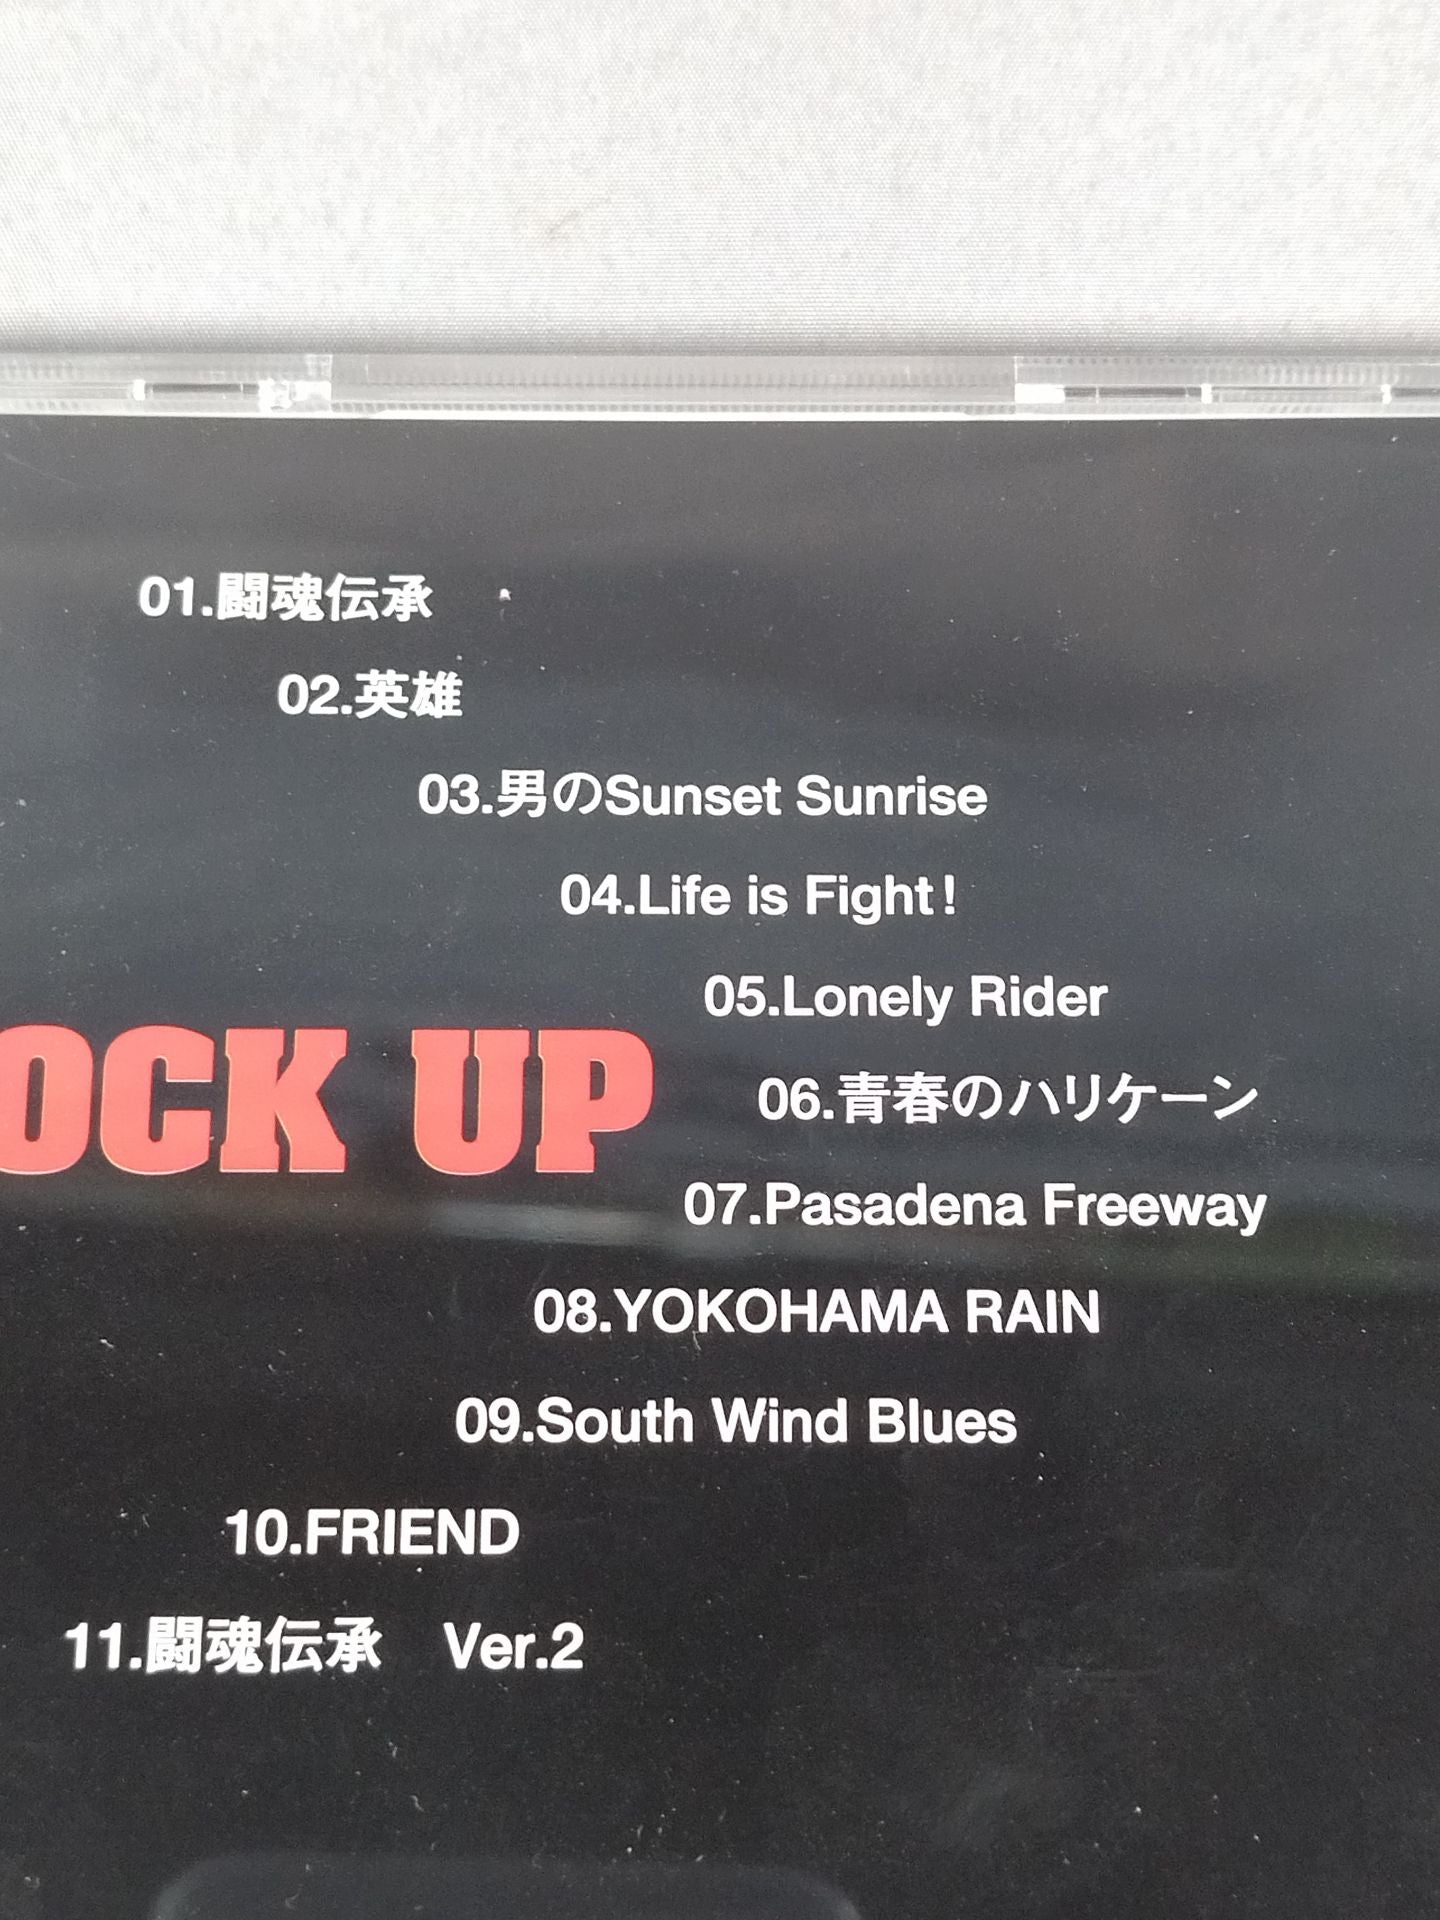 01.闘魂伝承
02.英雄
03.男のSunset Sunrise
04.Life is Fight!
05.Lonely Rider
OCK UP
06.青春のハリケーン
07.Pasadena Freeway
08.YOKOHAMA RAIN
09.South Wind Blues
10.FRIEND
11.闘魂伝承　Ver.2